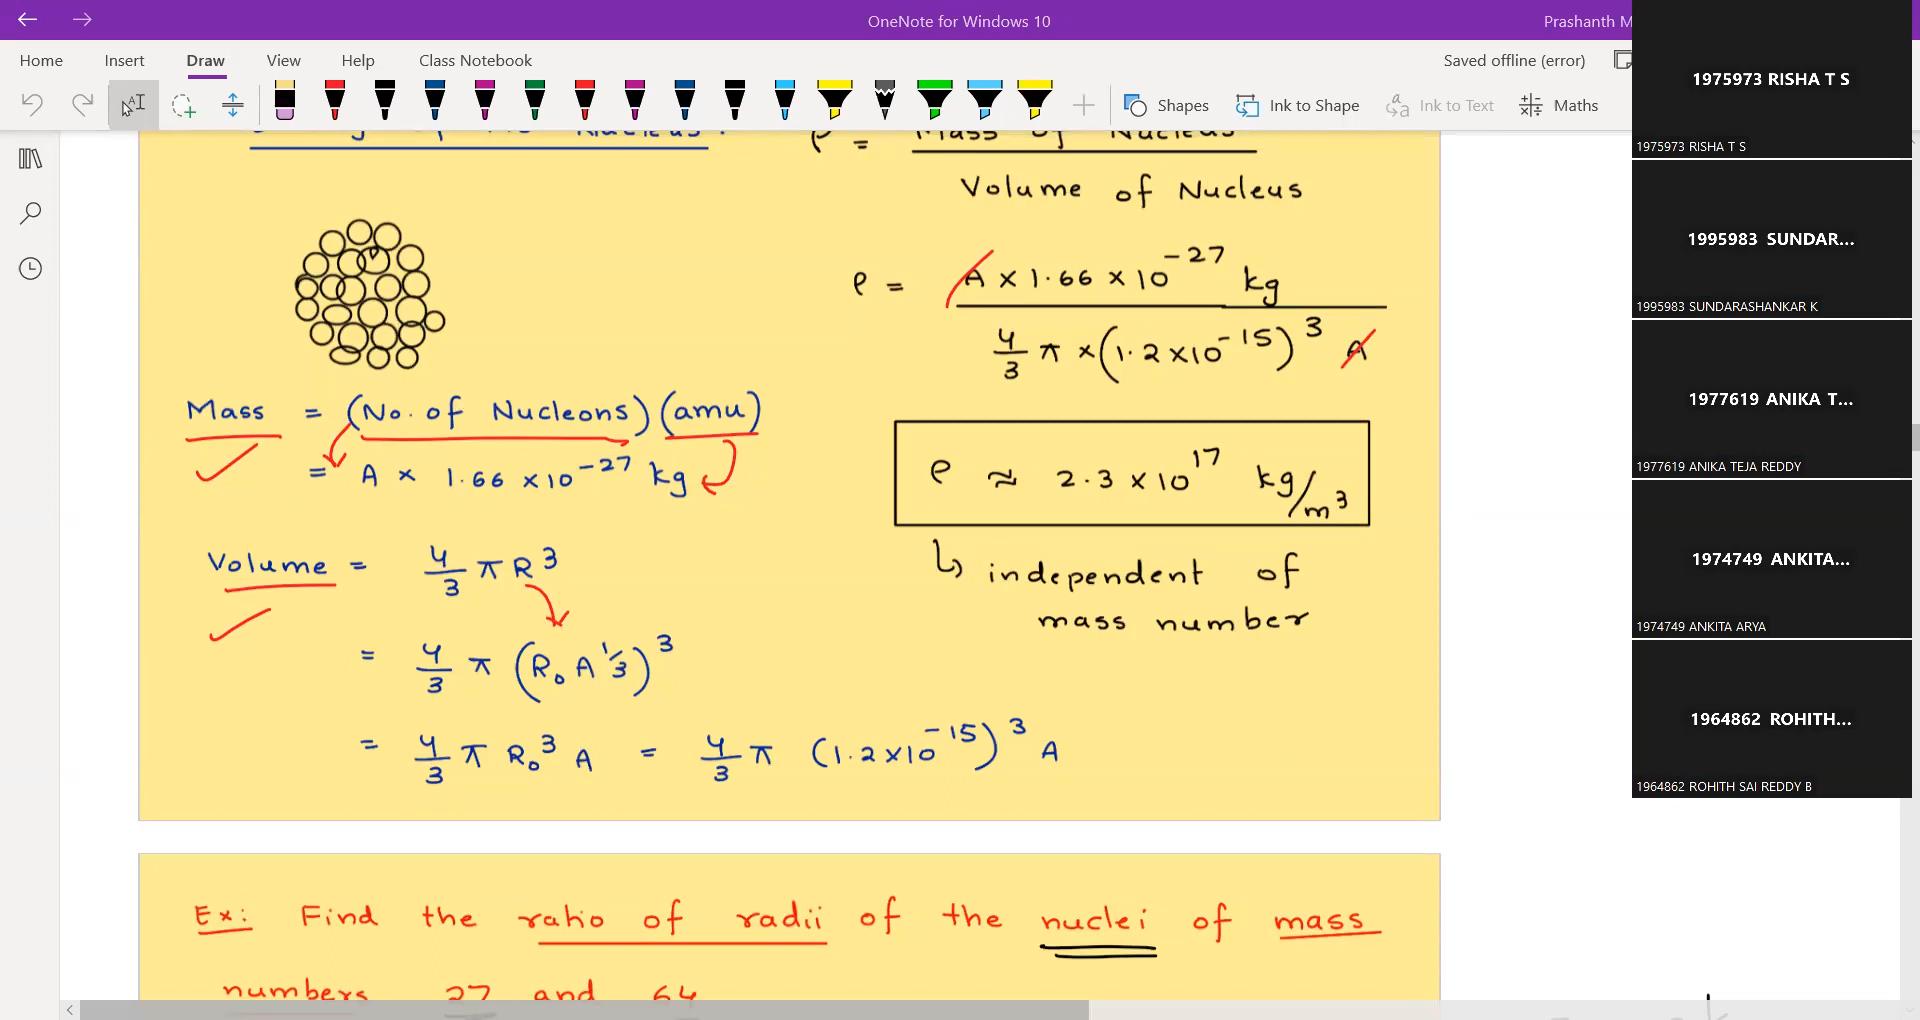 OneNote for Windows 10
Prashanth M
Home Insert Draw View Help Class Notebook
Saved offline (error)
Shapes Ink to Shape Ink to Text Maths
Nucleus :
ρ = Mass of Nucleus
Volume of Nucleus
ρ = A × 1.66 × 10^-27 kg
4/3 π × (1.2 × 10^-15)^3 A
Mass = (No. of Nucleons) (amu)
= A × 1.66 × 10^-27 kg
ρ ≈ 2.3 × 10^17 kg/m^3
↳ independent of
mass number
Volume = 4/3 π R^3
= 4/3 π (R₀ A^1/3)^3
= 4/3 π R₀^3 A = 4/3 π (1.2×10^-15)^3 A
Ex: Find the ratio of radii of the nuclei of mass
numbers 27 and 64
1975973 RISHA T S
1975973 RISHA T S
1995983 SUNDAR...
1995983 SUNDARASHANKAR K
1977619 ANIKA T...
1977619 ANIKA TEJA REDDY
1974749 ANKITA...
1974749 ANKITA ARYA
1964862 ROHITH...
1964862 ROHITH SAI REDDY B